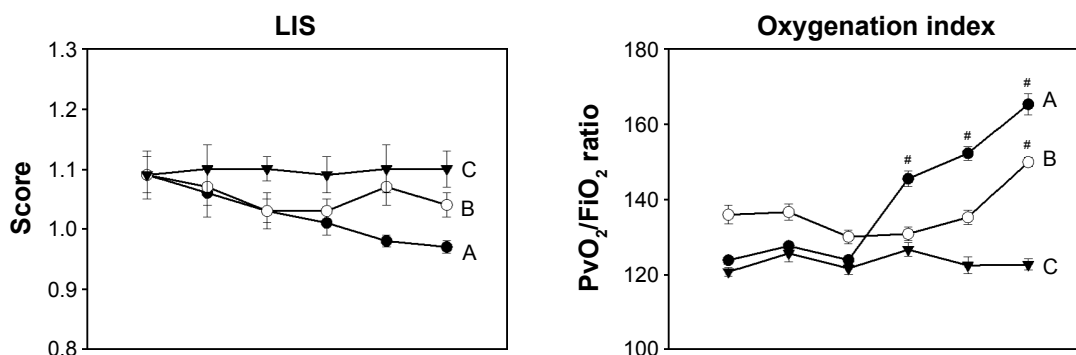 LIS
Score
1.3
1.2
1.1
1.0
0.9
0.8
C
B
A
Oxygenation index
PvO₂/FiO₂ ratio
180
160
140
120
100
# # #
#
A
B
C